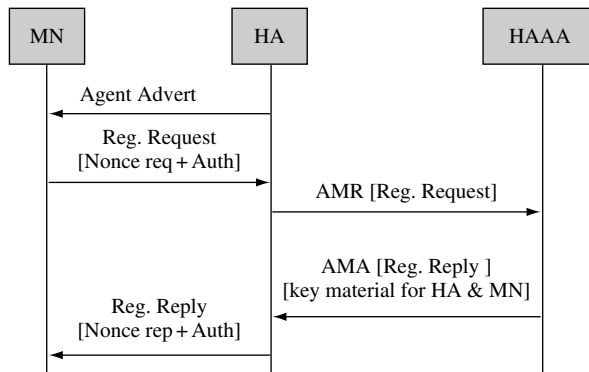 MN
HA
HAAA
Agent Advert
Reg. Request
[Nonce req + Auth]
AMR [Reg. Request]
AMA [Reg. Reply ]
[key material for HA & MN]
Reg. Reply
[Nonce rep + Auth]